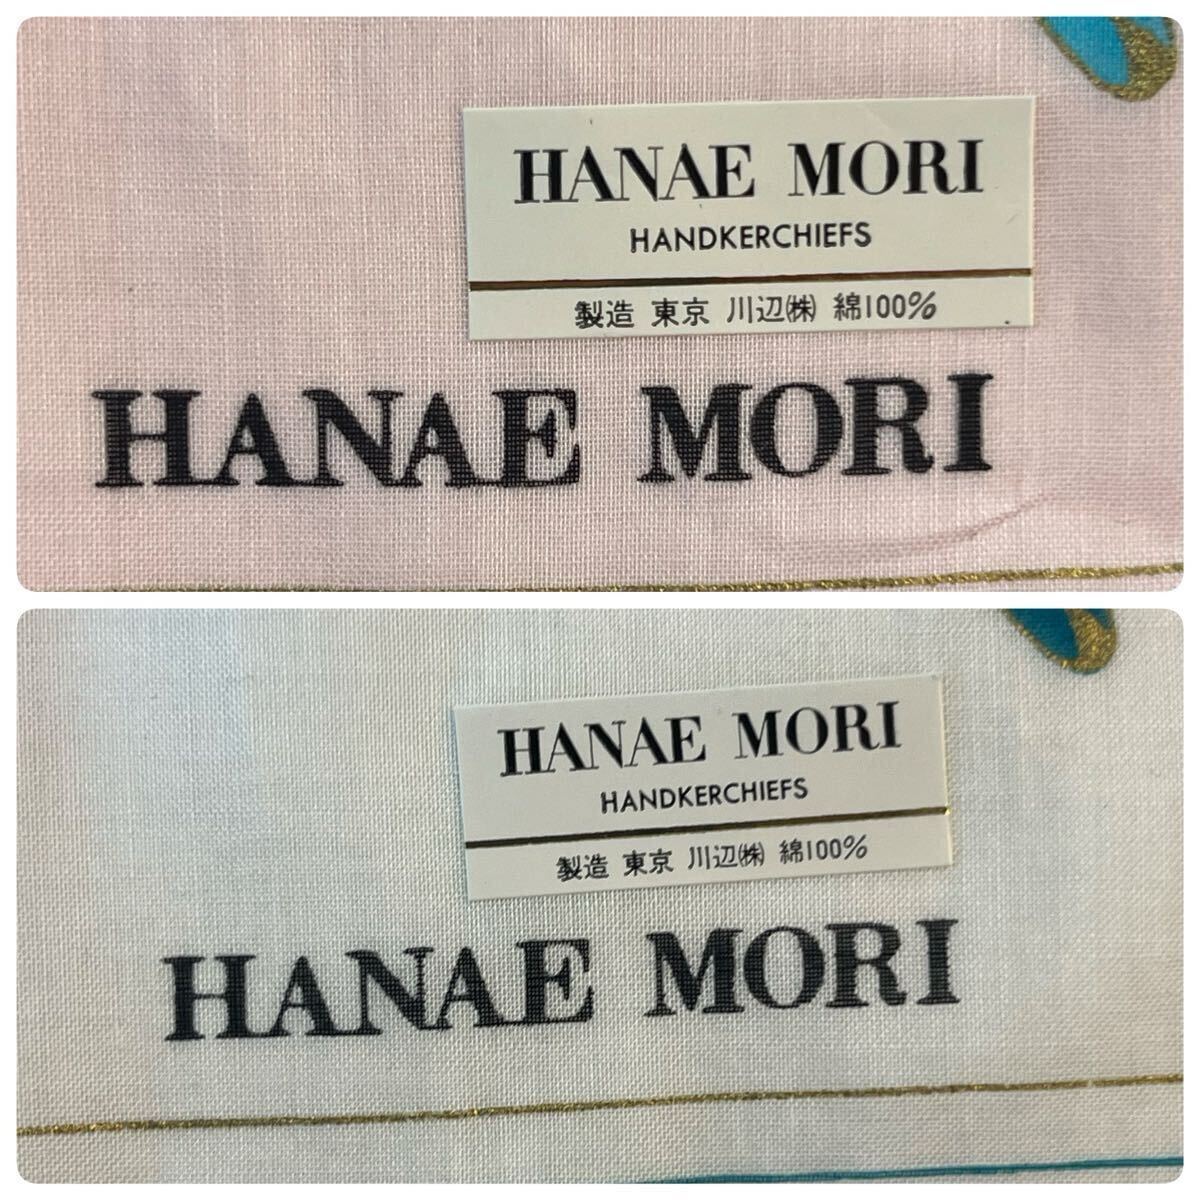 HANAE MORI
HANDKERCHIEFS
製造 東京 川辺㈱ 綿100%
HANAE MORI
HANAE MORI
HANDKERCHIEFS
製造 東京 川辺㈱ 綿100%
HANAE MORI